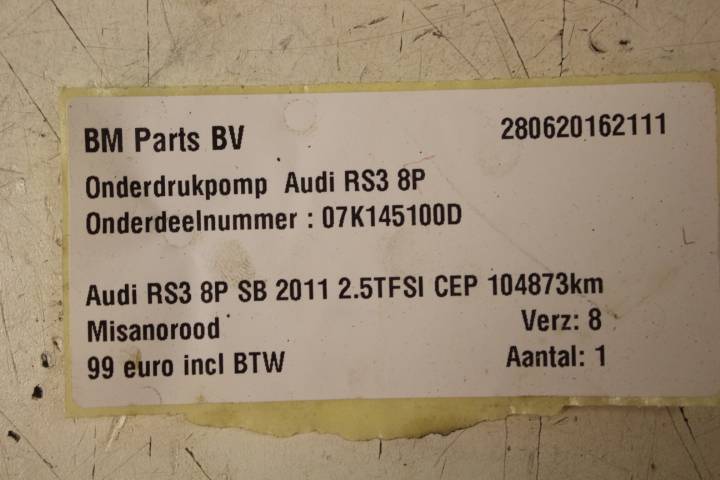 BM Parts BV 280620162111
Onderdrukpomp Audi RS3 8P
Onderdeelnummer : 07K145100D
Audi RS3 8P SB 2011 2.5TFSI CEP 104873km
Misanorood Verz: 8
99 euro incl BTW Aantal: 1